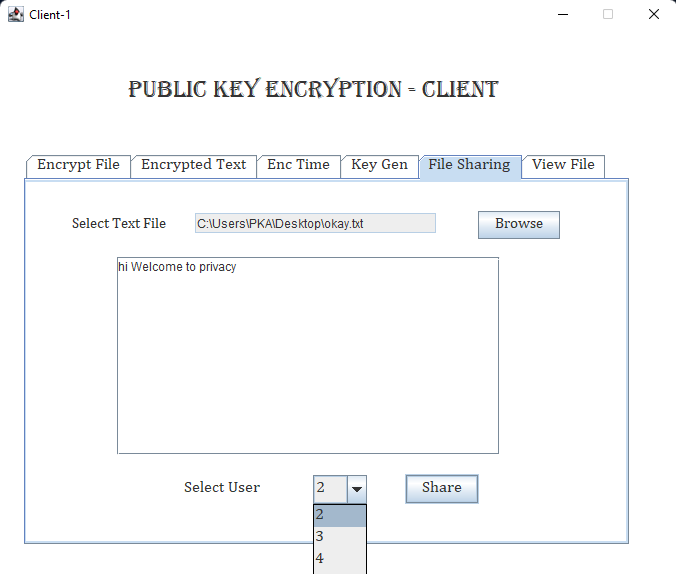 Client-1
PUBLIC KEY ENCRYPTION - CLIENT
Encrypt File Encrypted Text Enc Time Key Gen File Sharing View File
Select Text File C:\Users\PKA\Desktop\okay.txt Browse
hi Welcome to privacy
Select User 2 Share
2
3
4